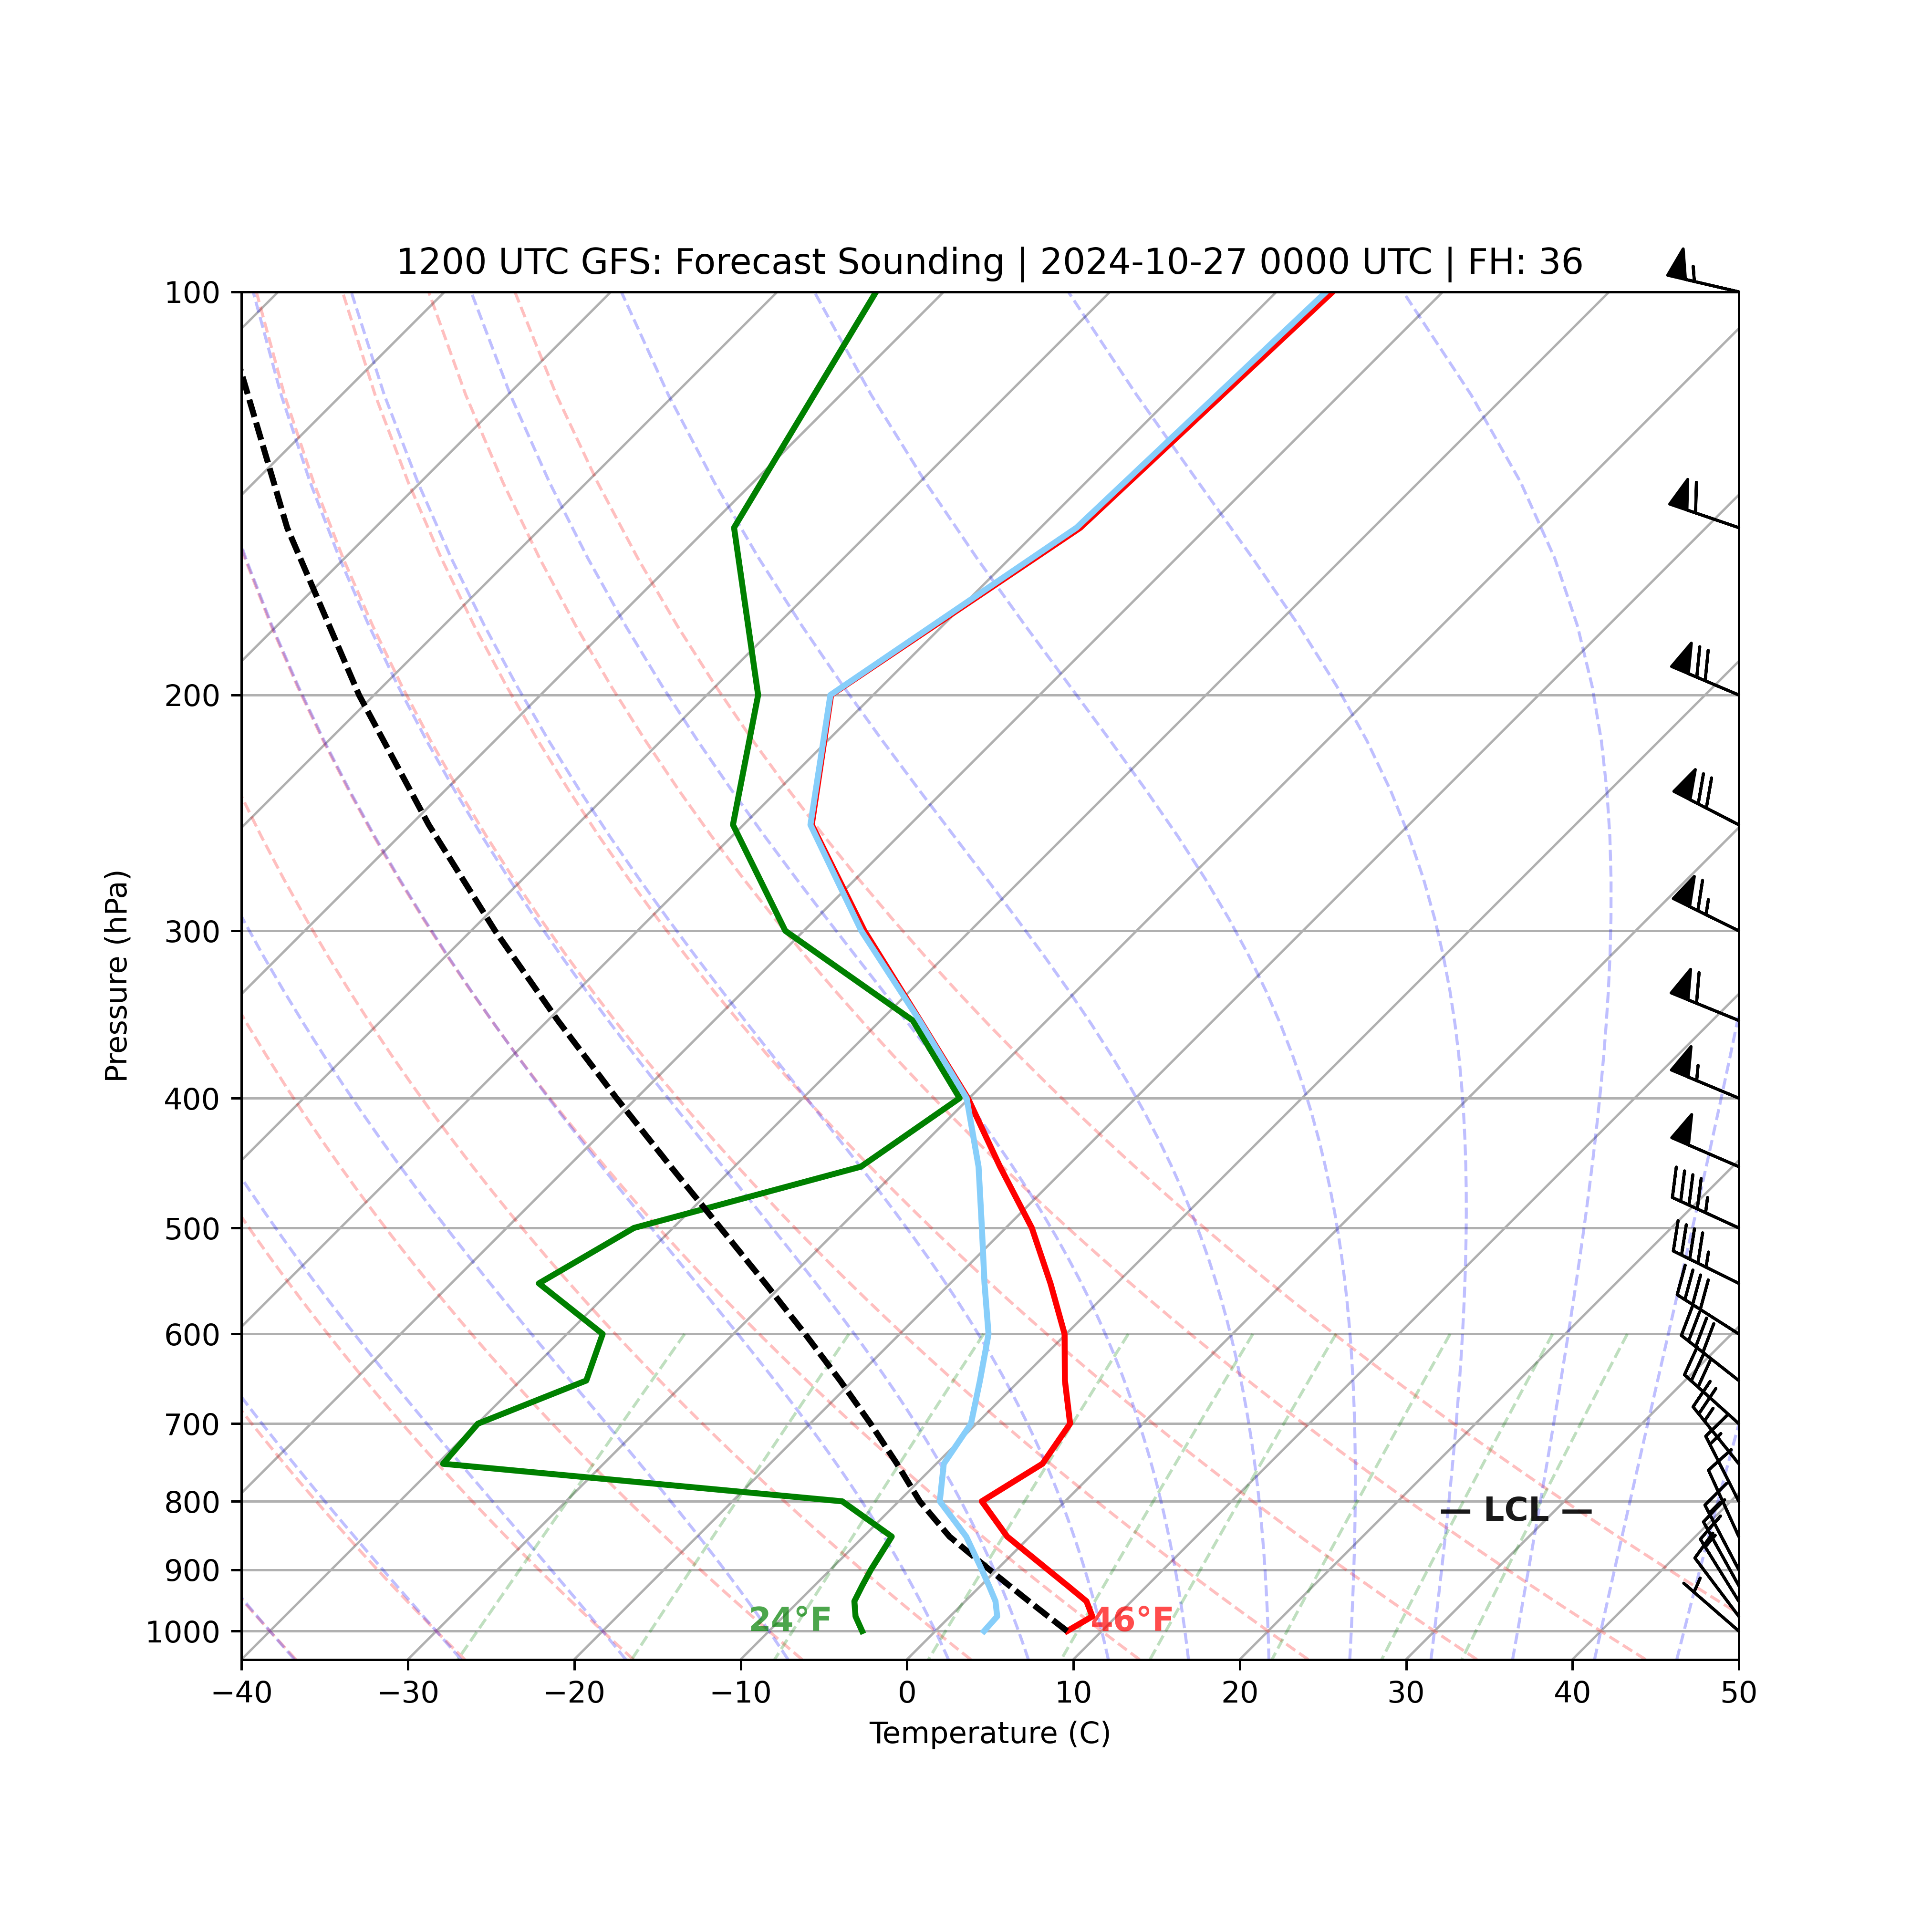 1200 UTC GFS: Forecast Sounding | 2024-10-27 0000 UTC | FH: 36
100
200
300
400
500
600
700
800
900
1000
Pressure (hPa)
— LCL —
24°F
46°F
−40 −30 −20 −10 0 10 20 30 40 50
Temperature (C)